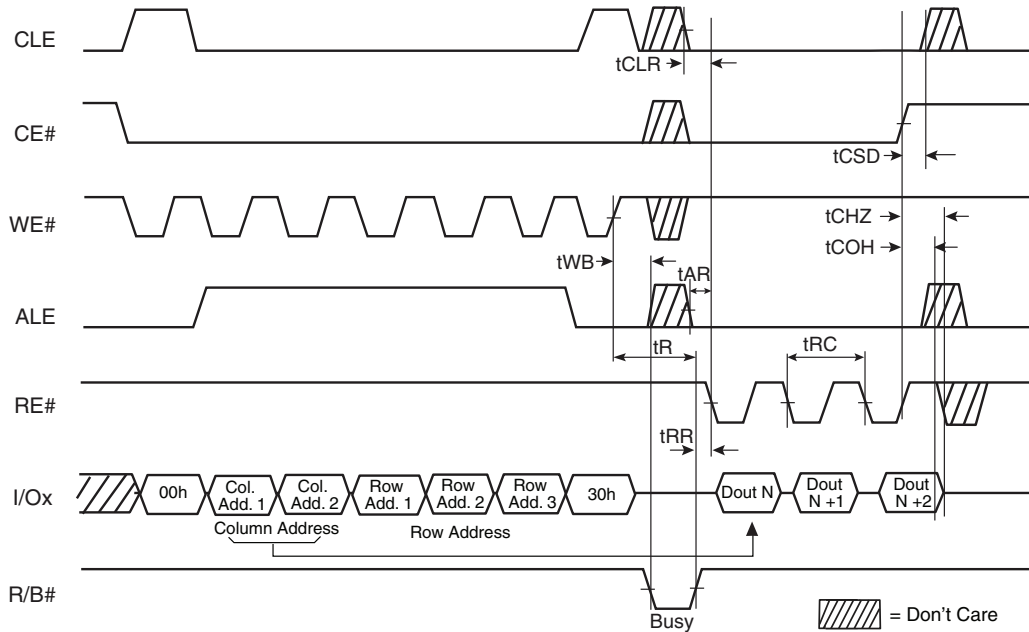 CLE
tCLR
CE#
tCSD
WE#
tCHZ
tCOH
tWB
tAR
ALE
tR
tRC
RE#
tRR
I/Ox
00h
Col.
Add. 1
Col.
Add. 2
Row
Add. 1
Row
Add. 2
Row
Add. 3
30h
Dout N
Dout
N +1
Dout
N +2
Column Address
Row Address
R/B#
Busy
= Don't Care